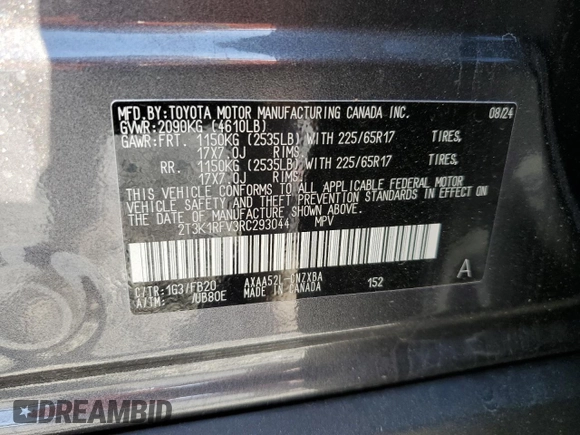 MFD.BY:TOYOTA MOTOR MANUFACTURING CANADA INC. 08/24
GVWR:2090KG (4610LB)
GAWR:FRT. 1150KG (2535LB) WITH 225/65R17 TIRES,
17X7.0J RIMS
RR. 1150KG (2535LB) WITH 225/65R17 TIRES,
17X7.0J RIMS
THIS VEHICLE CONFORMS TO ALL APPLICABLE FEDERAL MOTOR
VEHICLE SAFETY AND THEFT PREVENTION STANDARDS IN EFFECT ON
THE DATE OF MANUFACTURE SHOWN ABOVE.
2T3K1RFV3RC293044 MPV
C/TR:1G3/FB20 AXAA52L-ANZXBA 152 A
A/TM: /UB80E MADE IN CANADA
DREAMBID